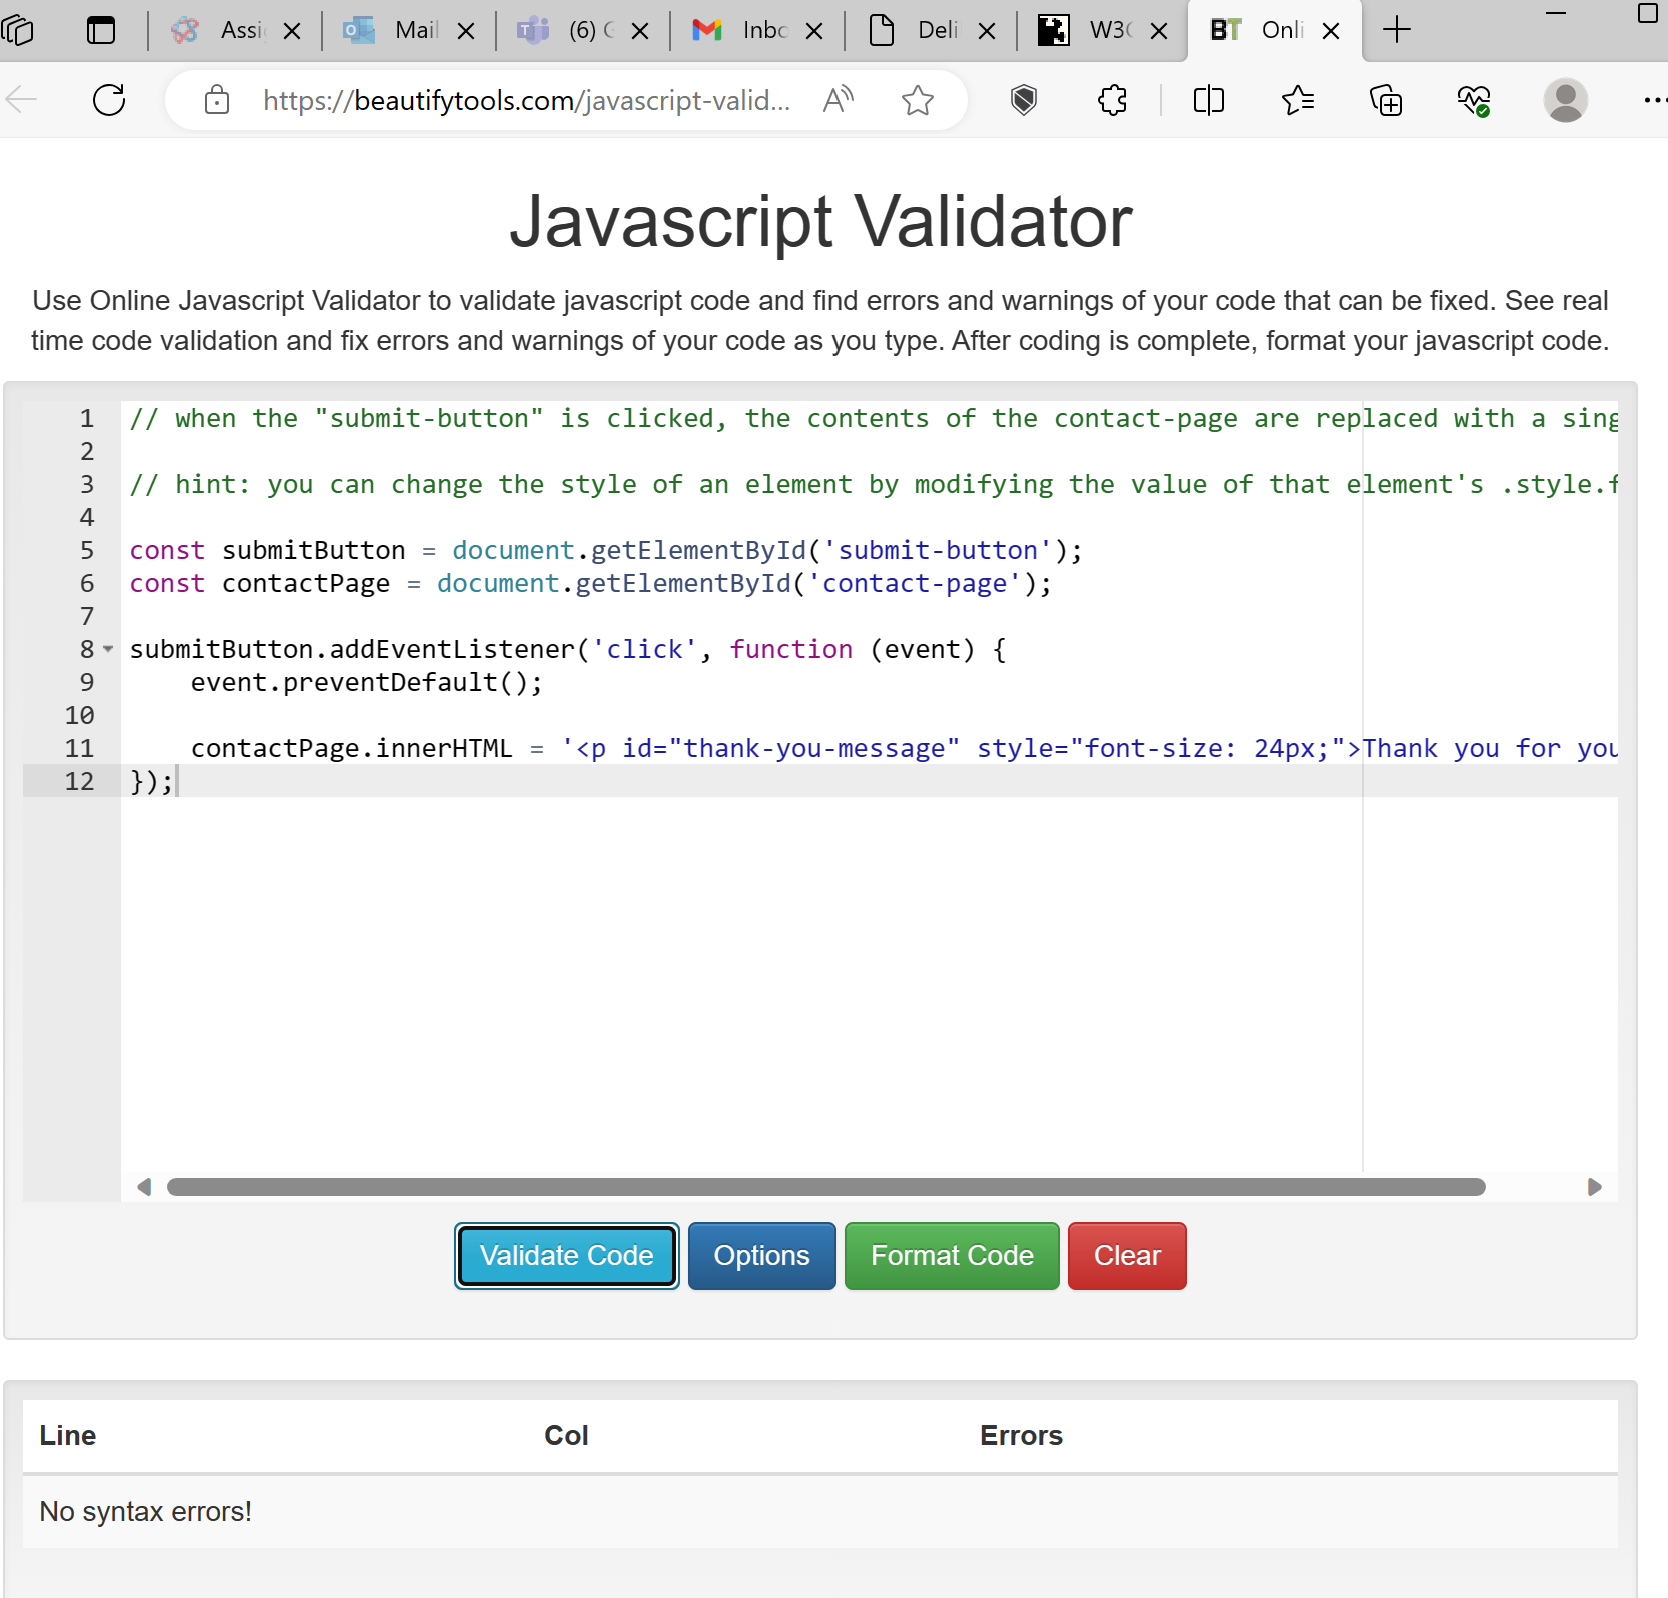 Assi
Mail
(6)
Inbo
Deli
W3
BT Onli
https://beautifytools.com/javascript-valid...
Javascript Validator
Use Online Javascript Validator to validate javascript code and find errors and warnings of your code that can be fixed. See real
time code validation and fix errors and warnings of your code as you type. After coding is complete, format your javascript code.
1 // when the "submit-button" is clicked, the contents of the contact-page are replaced with a sing
2
3 // hint: you can change the style of an element by modifying the value of that element's .style.f
4
5 const submitButton = document.getElementById('submit-button');
6 const contactPage = document.getElementById('contact-page');
7
8 submitButton.addEventListener('click', function (event) {
9 event.preventDefault();
10
11 contactPage.innerHTML = '<p id="thank-you-message" style="font-size: 24px;">Thank you for you
12 });
Validate Code Options Format Code Clear
Line Col Errors
No syntax errors!